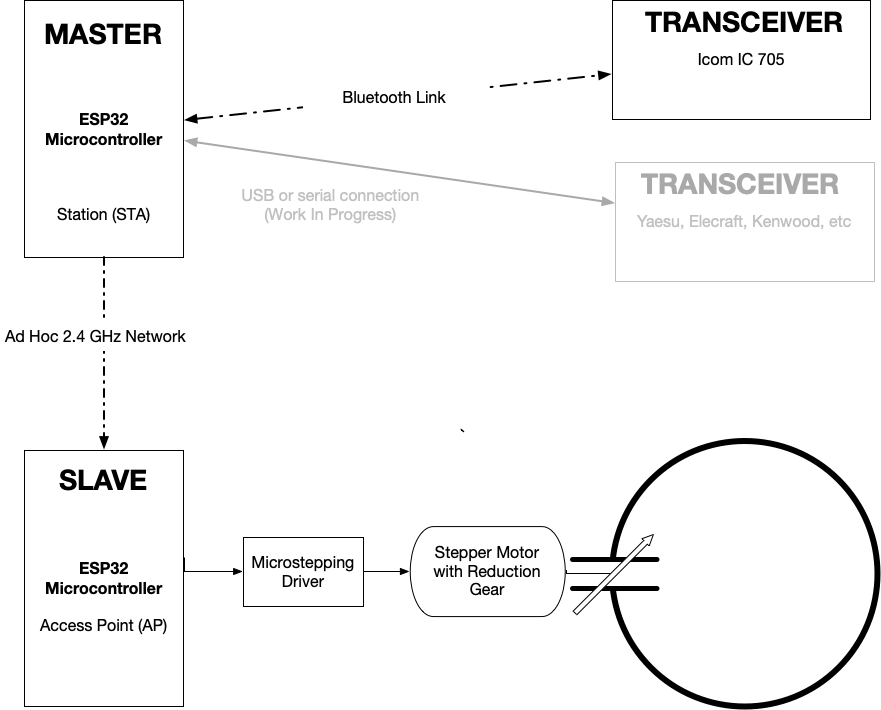 MASTER
ESP32
Microcontroller
Station (STA)
Bluetooth Link
TRANSCEIVER
Icom IC 705
USB or serial connection
(Work In Progress)
TRANSCEIVER
Yaesu, Elecraft, Kenwood, etc
Ad Hoc 2.4 GHz Network
SLAVE
ESP32
Microcontroller
Access Point (AP)
Microstepping
Driver
Stepper Motor
with Reduction
Gear